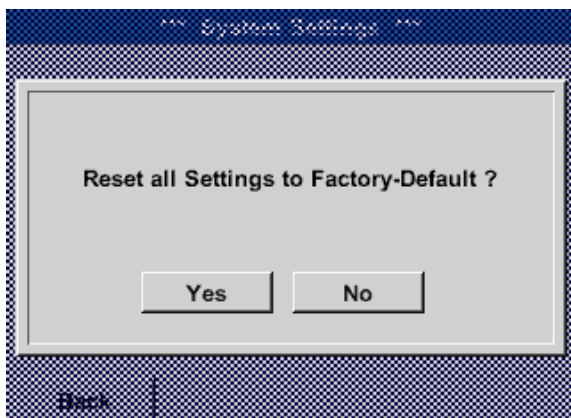 *** System Settings ***
Reset all Settings to Factory-Default ?
Yes No
Back